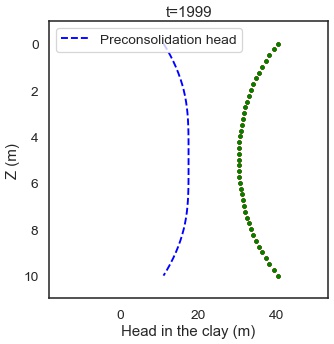 t=1999
Preconsolidation head
0
2
4
6
8
10
Z (m)
0
20
40
Head in the clay (m)